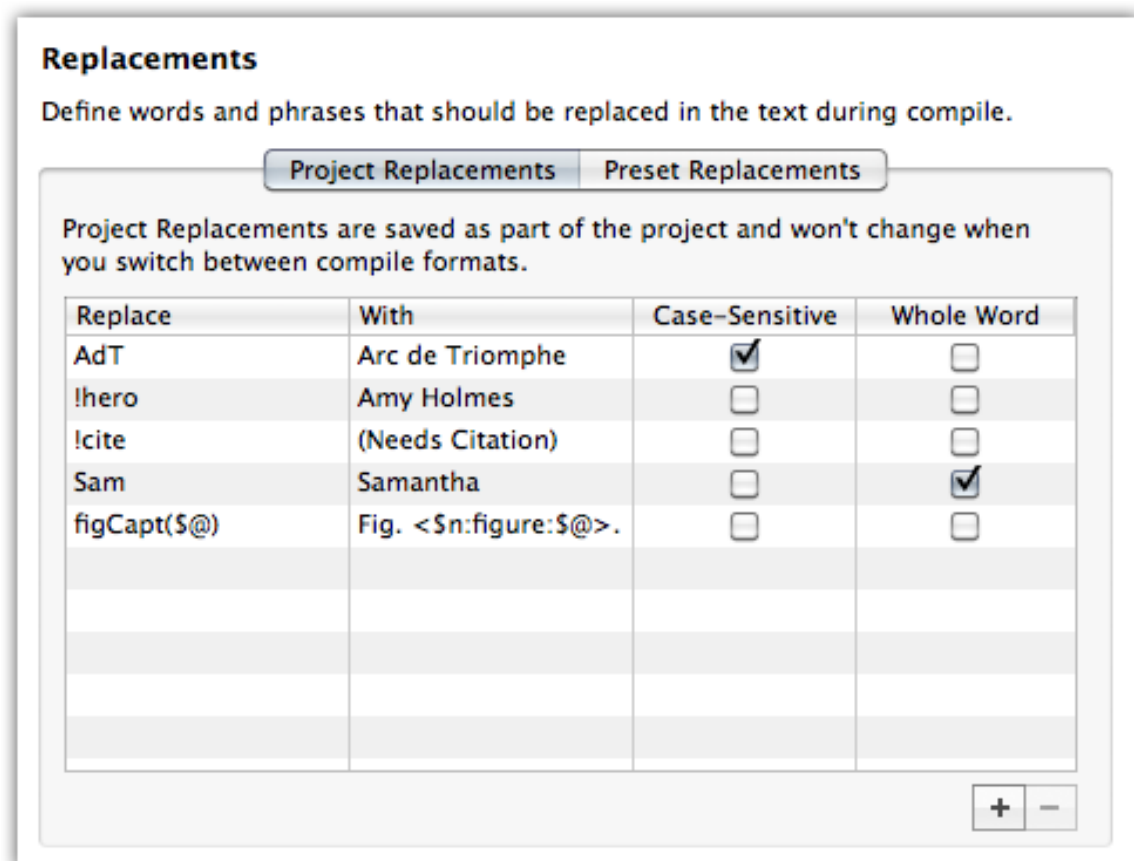 Replacements
Define words and phrases that should be replaced in the text during compile.
Project Replacements Preset Replacements
Project Replacements are saved as part of the project and won't change when
you switch between compile formats.
Replace With Case-Sensitive Whole Word
AdT Arc de Triomphe
!hero Amy Holmes
!cite (Needs Citation)
Sam Samantha
figCapt($@) Fig. <$n:figure:$@>.
+ −